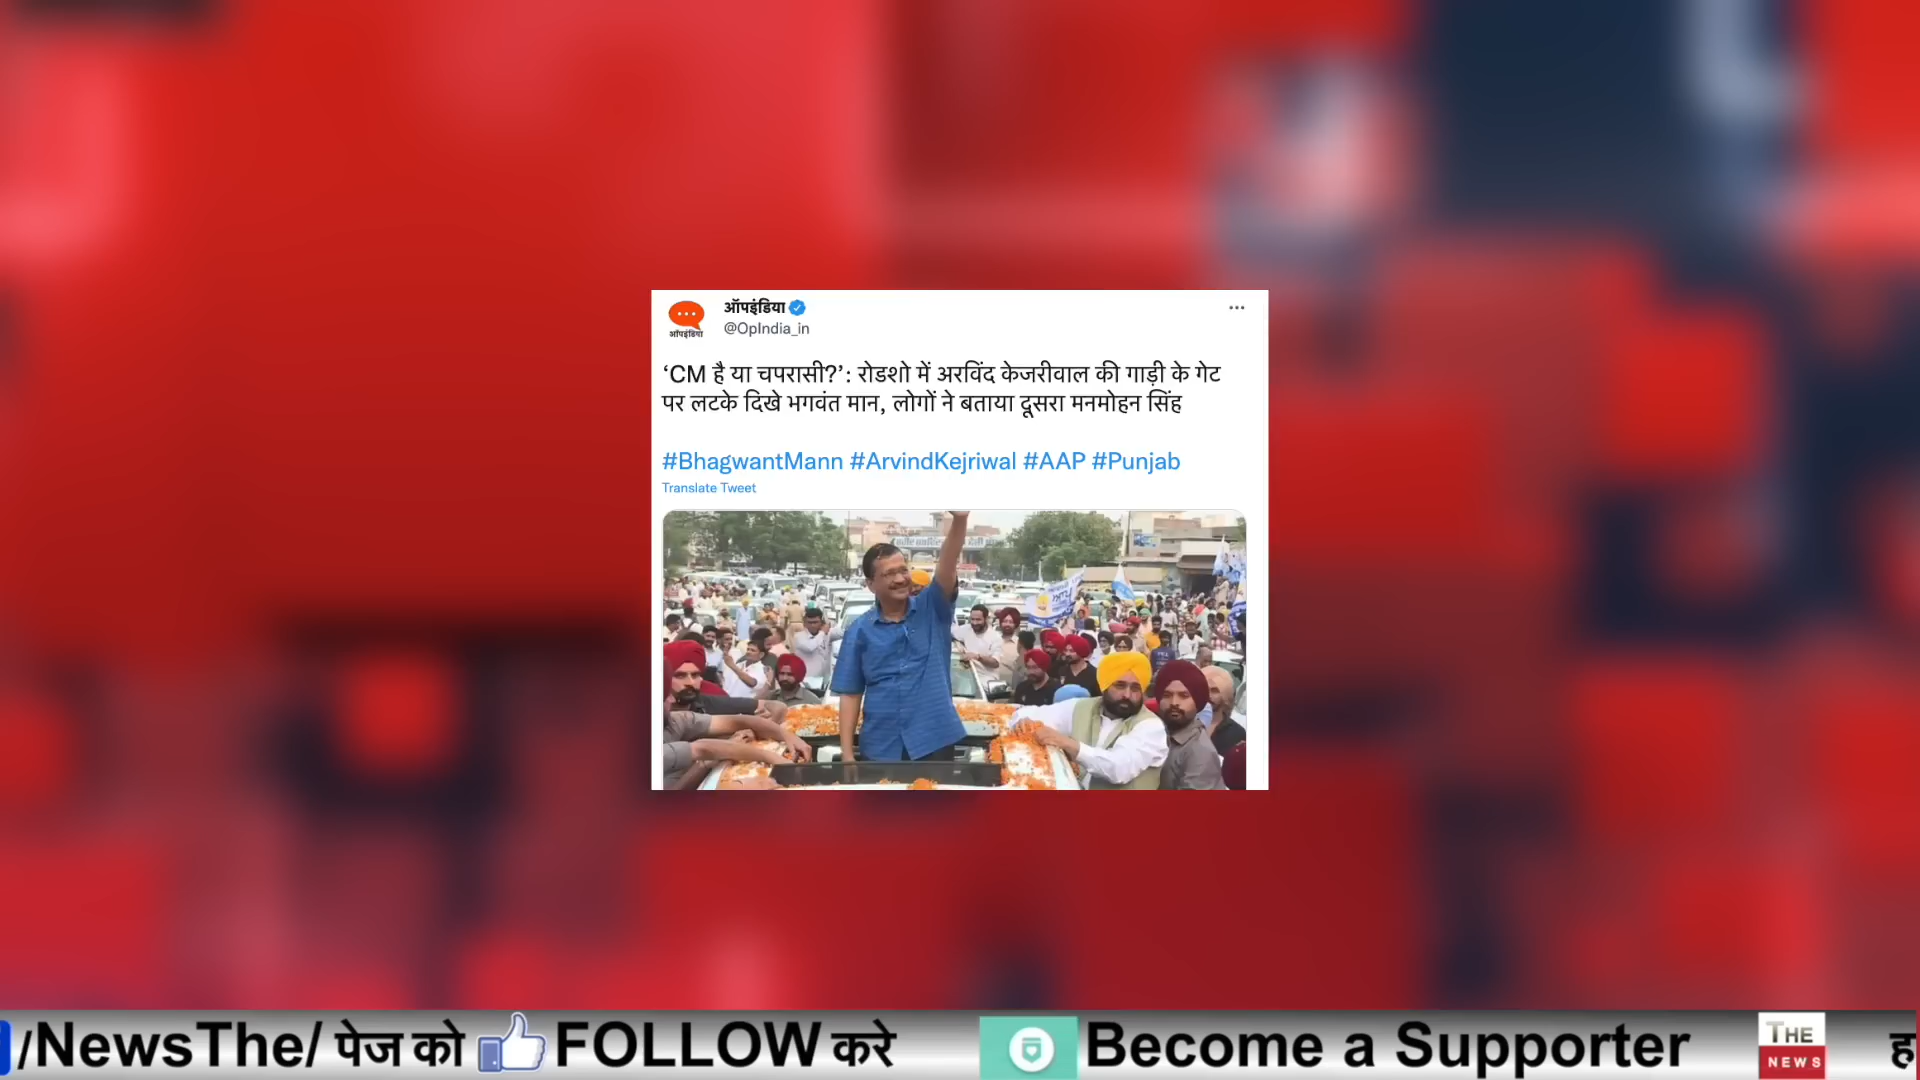 ऑपइंडिया
ऑपइंडिया
@OpIndia_in
‘CM है या चपरासी?’: रोडशो में अरविंद केजरीवाल की गाड़ी के गेट
पर लटके दिखे भगवंत मान, लोगों ने बताया दूसरा मनमोहन सिंह
#BhagwantMann #ArvindKejriwal #AAP #Punjab
Translate Tweet
/NewsThe/ पेज को FOLLOW करे Become a Supporter THE NEWS ह